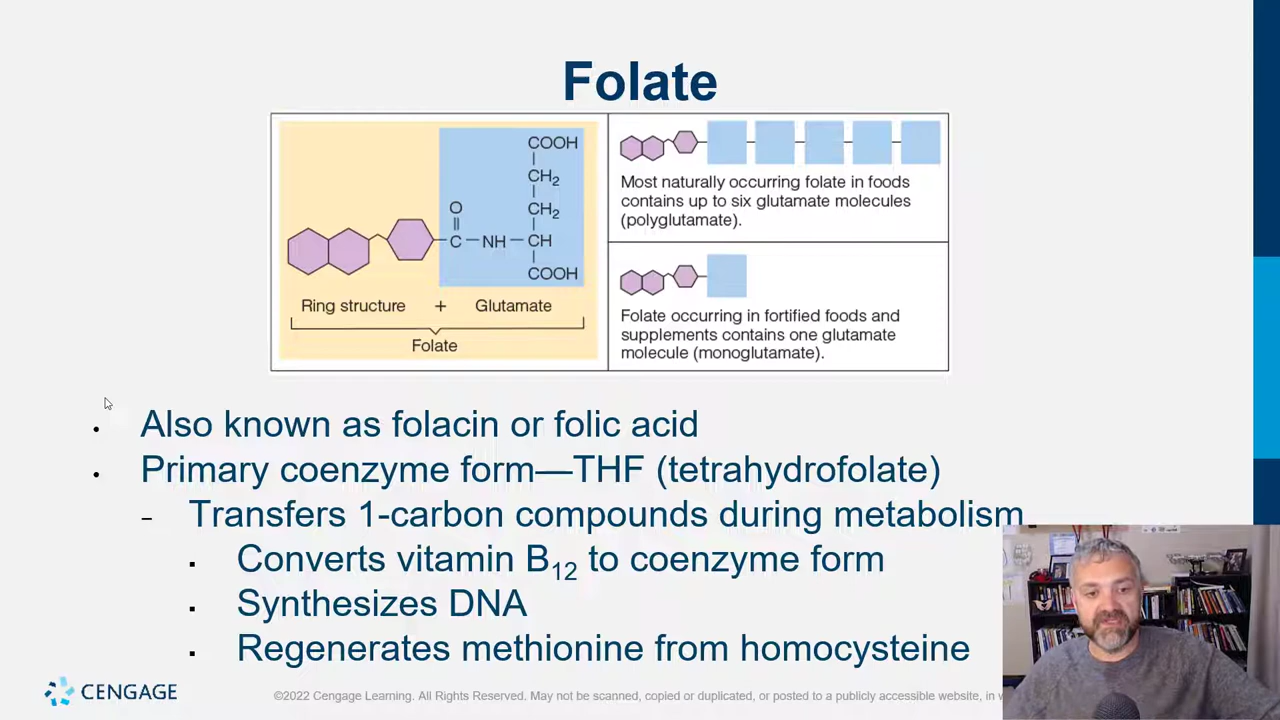 Folate
COOH
CH2
CH2
O
C – NH – CH
COOH
Ring structure + Glutamate
Folate
Most naturally occurring folate in foods
contains up to six glutamate molecules
(polyglutamate).
Folate occurring in fortified foods and
supplements contains one glutamate
molecule (monoglutamate).
• Also known as folacin or folic acid
• Primary coenzyme form—THF (tetrahydrofolate)
– Transfers 1-carbon compounds during metabolism
▪ Converts vitamin B12 to coenzyme form
▪ Synthesizes DNA
▪ Regenerates methionine from homocysteine
CENGAGE
©2022 Cengage Learning. All Rights Reserved. May not be scanned, copied or duplicated, or posted to a publicly accessible website, in